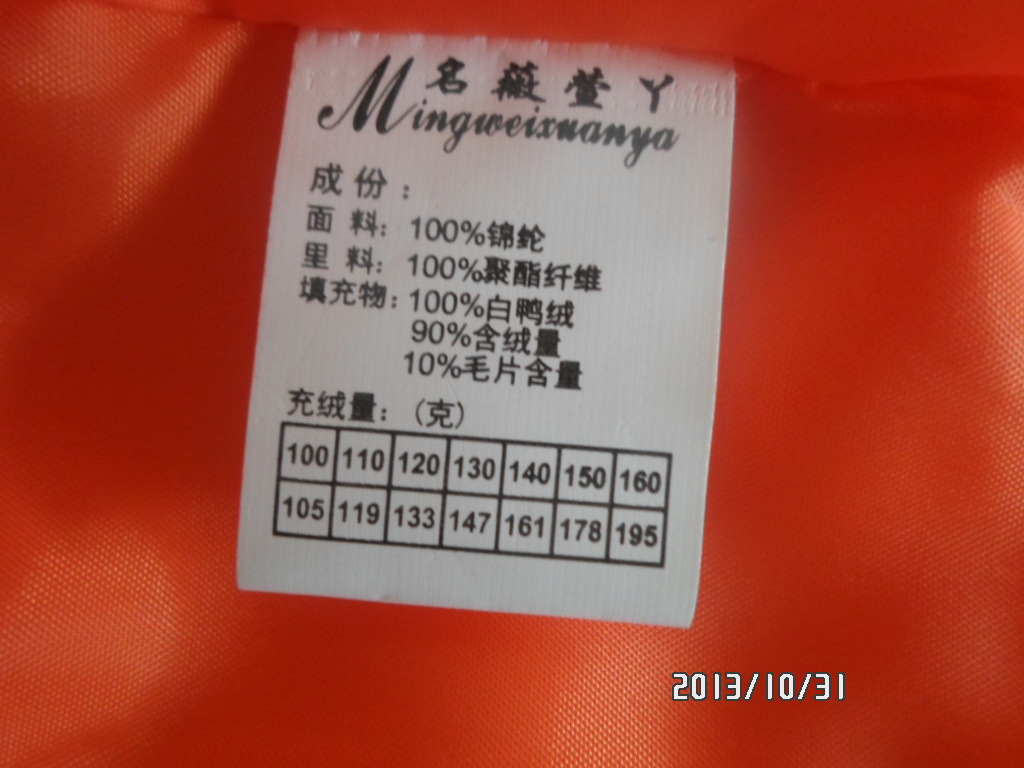 名薇萱丫
Mingweixuanya
成份：
面料：100%锦纶
里料：100%聚酯纤维
填充物：100%白鸭绒
90%含绒量
10%毛片含量
充绒量：(克)
100 110 120 130 140 150 160
105 119 133 147 161 178 195
2013/10/31